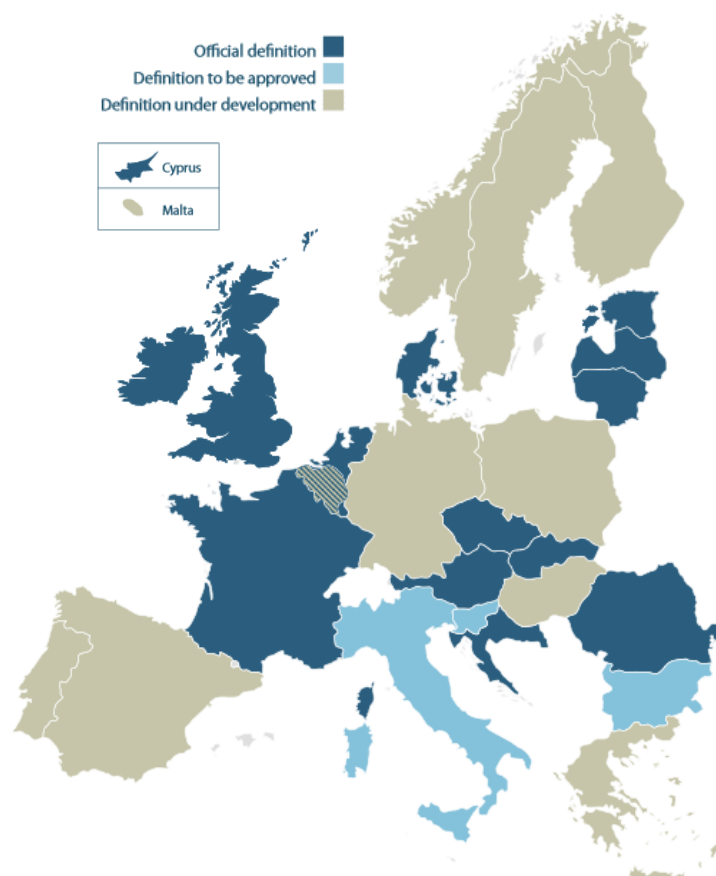 Official definition
Definition to be approved
Definition under development
Cyprus
Malta